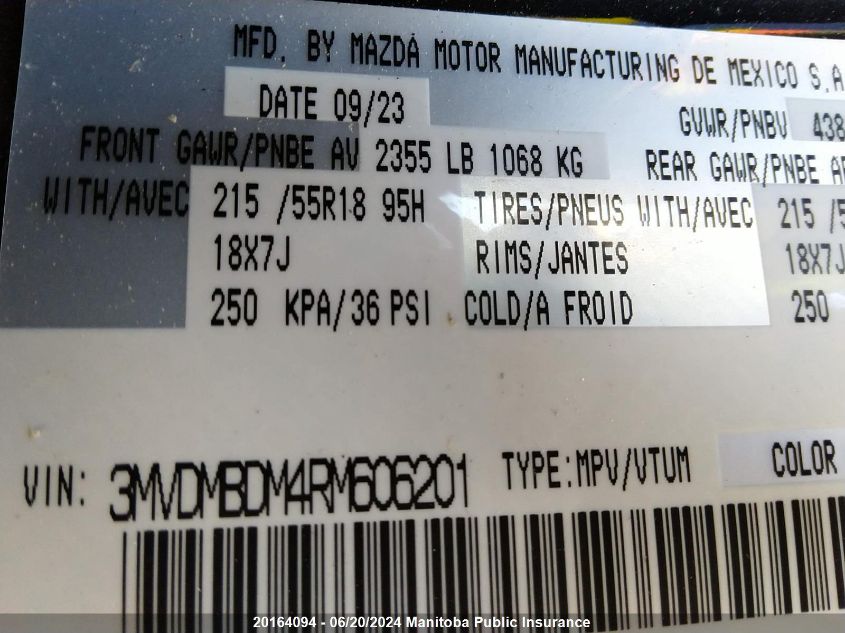 MFD. BY MAZDA MOTOR MANUFACTURING DE MEXICO S.A
DATE 09/23 GVWR/PNBV 438
FRONT GAWR/PNBE AV 2355 LB 1068 KG REAR GAWR/PNBE AR
WITH/AVEC 215 /55R18 95H TIRES/PNEUS WITH/AVEC 215 /5
18X7J RIMS/JANTES 18X7J
250 KPA/36 PSI COLD/A FROID 250
VIN: 3MVDMBDM4RM606201 TYPE:MPV/VTUM COLOR
20164094 - 06/20/2024 Manitoba Public Insurance